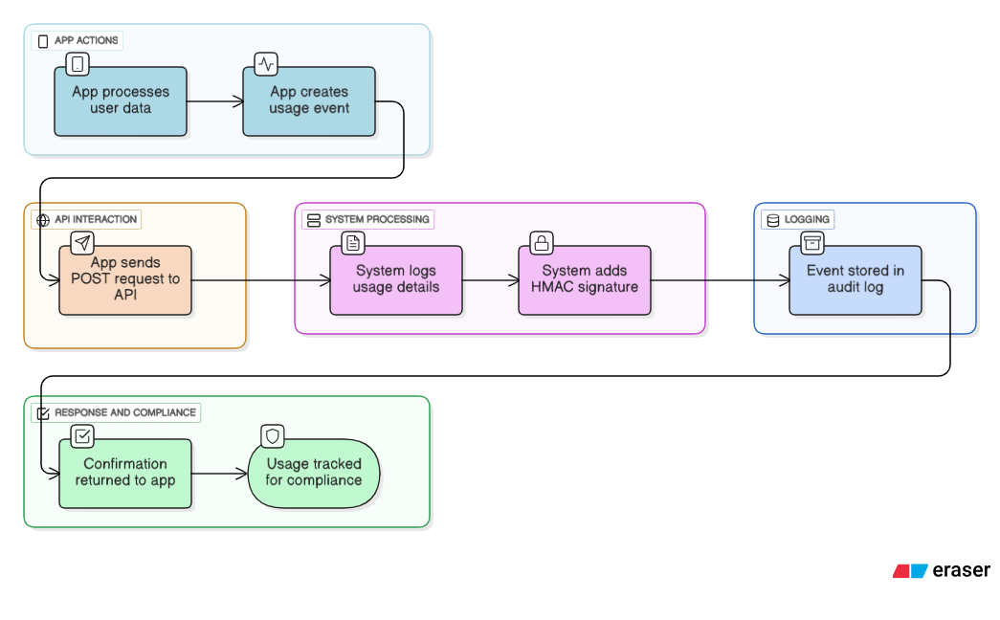 APP ACTIONS
App processes
user data
App creates
usage event
API INTERACTION
App sends
POST request to
API
SYSTEM PROCESSING
System logs
usage details
System adds
HMAC signature
LOGGING
Event stored in
audit log
RESPONSE AND COMPLIANCE
Confirmation
returned to app
Usage tracked
for compliance
eraser